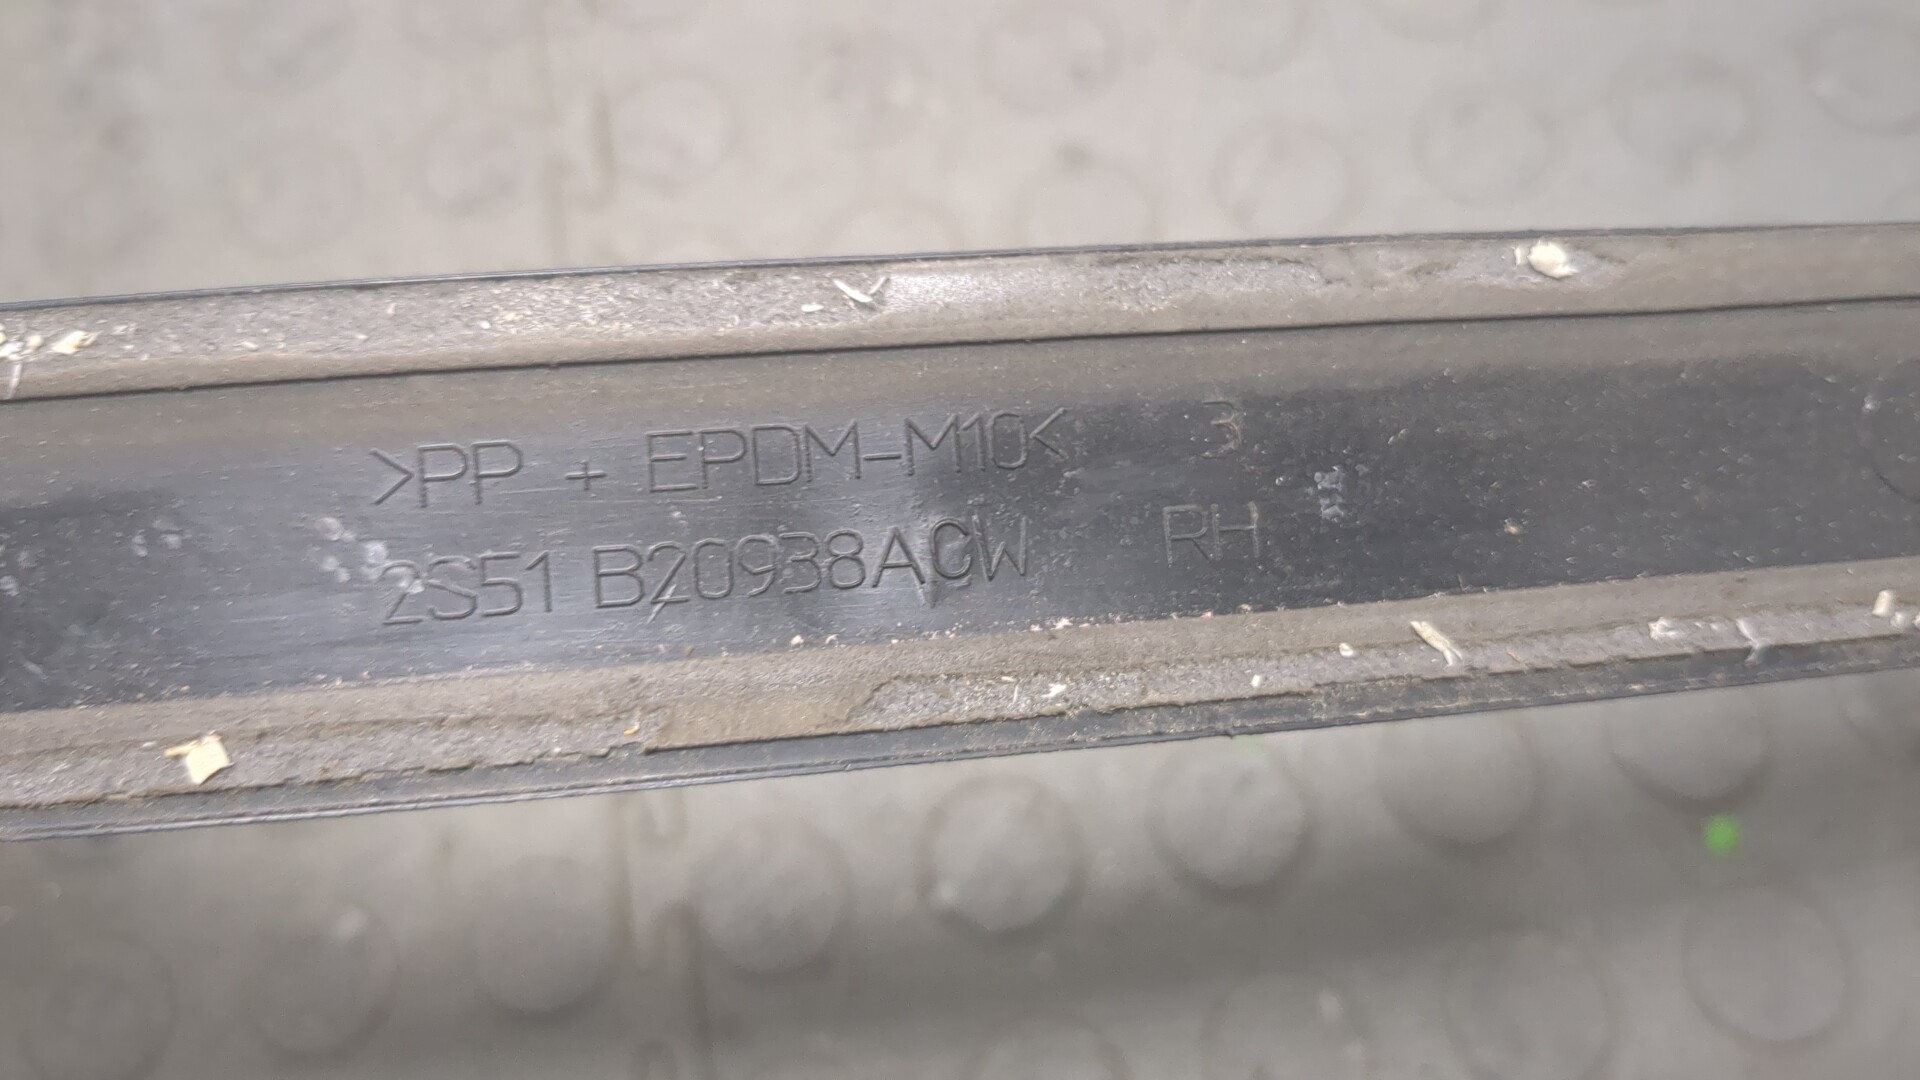 >PP + EPDM-M10< 3
2S51 B20938ACW RH